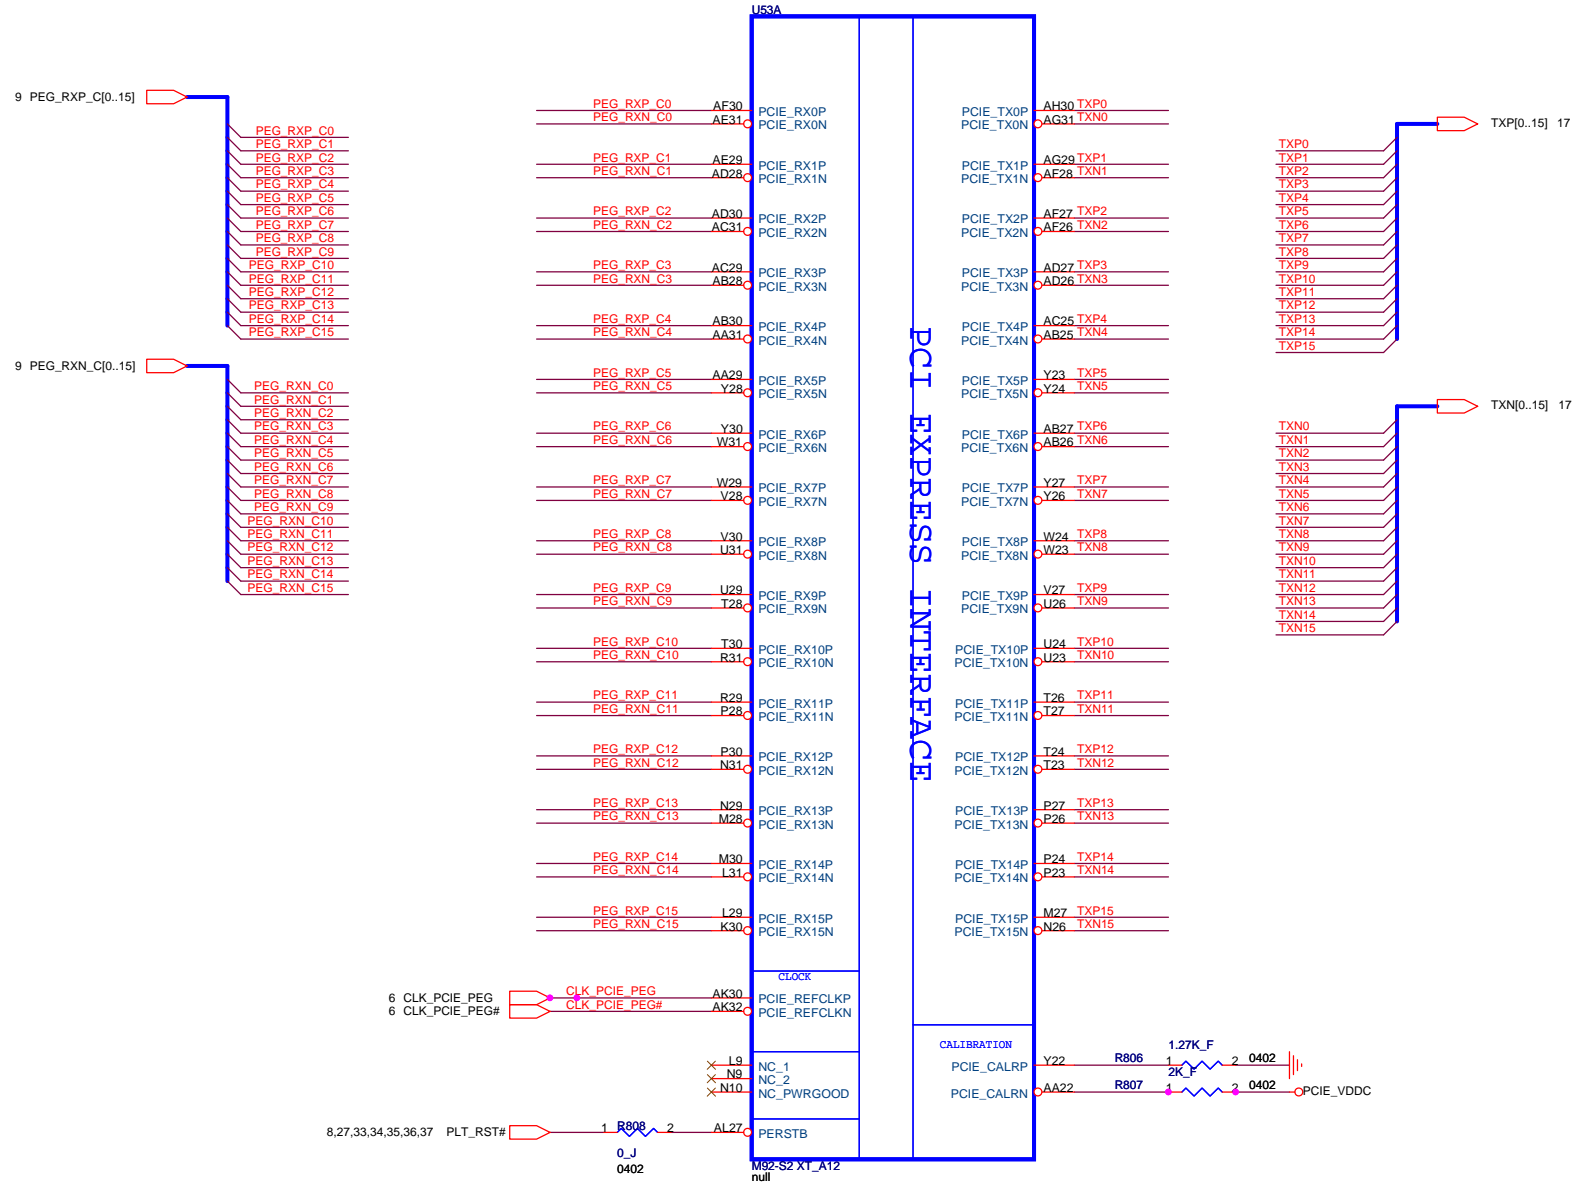 U53A
9 PEG_RXP_C[0..15]
PEG_RXP_C0
PEG_RXP_C1
PEG_RXP_C2
PEG_RXP_C3
PEG_RXP_C4
PEG_RXP_C5
PEG_RXP_C6
PEG_RXP_C7
PEG_RXP_C8
PEG_RXP_C9
PEG_RXP_C10
PEG_RXP_C11
PEG_RXP_C12
PEG_RXP_C13
PEG_RXP_C14
PEG_RXP_C15
9 PEG_RXN_C[0..15]
PEG_RXN_C0
PEG_RXN_C1
PEG_RXN_C2
PEG_RXN_C3
PEG_RXN_C4
PEG_RXN_C5
PEG_RXN_C6
PEG_RXN_C7
PEG_RXN_C8
PEG_RXN_C9
PEG_RXN_C10
PEG_RXN_C11
PEG_RXN_C12
PEG_RXN_C13
PEG_RXN_C14
PEG_RXN_C15
PEG_RXP_C0 AF30 PCIE_RX0P
PEG_RXN_C0 AE31 PCIE_RX0N
PEG_RXP_C1 AE29 PCIE_RX1P
PEG_RXN_C1 AD28 PCIE_RX1N
PEG_RXP_C2 AD30 PCIE_RX2P
PEG_RXN_C2 AC31 PCIE_RX2N
PEG_RXP_C3 AC29 PCIE_RX3P
PEG_RXN_C3 AB28 PCIE_RX3N
PEG_RXP_C4 AB30 PCIE_RX4P
PEG_RXN_C4 AA31 PCIE_RX4N
PEG_RXP_C5 AA29 PCIE_RX5P
PEG_RXN_C5 Y28 PCIE_RX5N
PEG_RXP_C6 Y30 PCIE_RX6P
PEG_RXN_C6 W31 PCIE_RX6N
PEG_RXP_C7 W29 PCIE_RX7P
PEG_RXN_C7 V28 PCIE_RX7N
PEG_RXP_C8 V30 PCIE_RX8P
PEG_RXN_C8 U31 PCIE_RX8N
PEG_RXP_C9 U29 PCIE_RX9P
PEG_RXN_C9 T28 PCIE_RX9N
PEG_RXP_C10 T30 PCIE_RX10P
PEG_RXN_C10 R31 PCIE_RX10N
PEG_RXP_C11 R29 PCIE_RX11P
PEG_RXN_C11 P28 PCIE_RX11N
PEG_RXP_C12 P30 PCIE_RX12P
PEG_RXN_C12 N31 PCIE_RX12N
PEG_RXP_C13 N29 PCIE_RX13P
PEG_RXN_C13 M28 PCIE_RX13N
PEG_RXP_C14 M30 PCIE_RX14P
PEG_RXN_C14 L31 PCIE_RX14N
PEG_RXP_C15 L29 PCIE_RX15P
PEG_RXN_C15 K30 PCIE_RX15N
CLOCK
6 CLK_PCIE_PEG CLK_PCIE_PEG AK30 PCIE_REFCLKP
6 CLK_PCIE_PEG# CLK_PCIE_PEG# AK32 PCIE_REFCLKN
L9 NC_1
N9 NC_2
N10 NC_PWRGOOD
8,27,33,34,35,36,37 PLT_RST# 1 R808 2 AL27 PERSTB
0_J
0402
M92-S2 XT_A12
null
PCI EXPRESS INTERFACE
PCIE_TX0P AH30 TXP0
PCIE_TX0N AG31 TXN0
PCIE_TX1P AG29 TXP1
PCIE_TX1N AF28 TXN1
PCIE_TX2P AF27 TXP2
PCIE_TX2N AF26 TXN2
PCIE_TX3P AD27 TXP3
PCIE_TX3N AD26 TXN3
PCIE_TX4P AC25 TXP4
PCIE_TX4N AB25 TXN4
PCIE_TX5P Y23 TXP5
PCIE_TX5N Y24 TXN5
PCIE_TX6P AB27 TXP6
PCIE_TX6N AB26 TXN6
PCIE_TX7P Y27 TXP7
PCIE_TX7N Y26 TXN7
PCIE_TX8P W24 TXP8
PCIE_TX8N W23 TXN8
PCIE_TX9P V27 TXP9
PCIE_TX9N U26 TXN9
PCIE_TX10P U24 TXP10
PCIE_TX10N U23 TXN10
PCIE_TX11P T26 TXP11
PCIE_TX11N T27 TXN11
PCIE_TX12P T24 TXP12
PCIE_TX12N T23 TXN12
PCIE_TX13P P27 TXP13
PCIE_TX13N P26 TXN13
PCIE_TX14P P24 TXP14
PCIE_TX14N P23 TXN14
PCIE_TX15P M27 TXP15
PCIE_TX15N N26 TXN15
CALIBRATION
1.27K_F
PCIE_CALRP Y22 R806 1 2 0402
2K_F
PCIE_CALRN AA22 R807 1 2 0402 PCIE_VDDC
TXP[0..15] 17
TXP0
TXP1
TXP2
TXP3
TXP4
TXP5
TXP6
TXP7
TXP8
TXP9
TXP10
TXP11
TXP12
TXP13
TXP14
TXP15
TXN[0..15] 17
TXN0
TXN1
TXN2
TXN3
TXN4
TXN5
TXN6
TXN7
TXN8
TXN9
TXN10
TXN11
TXN12
TXN13
TXN14
TXN15